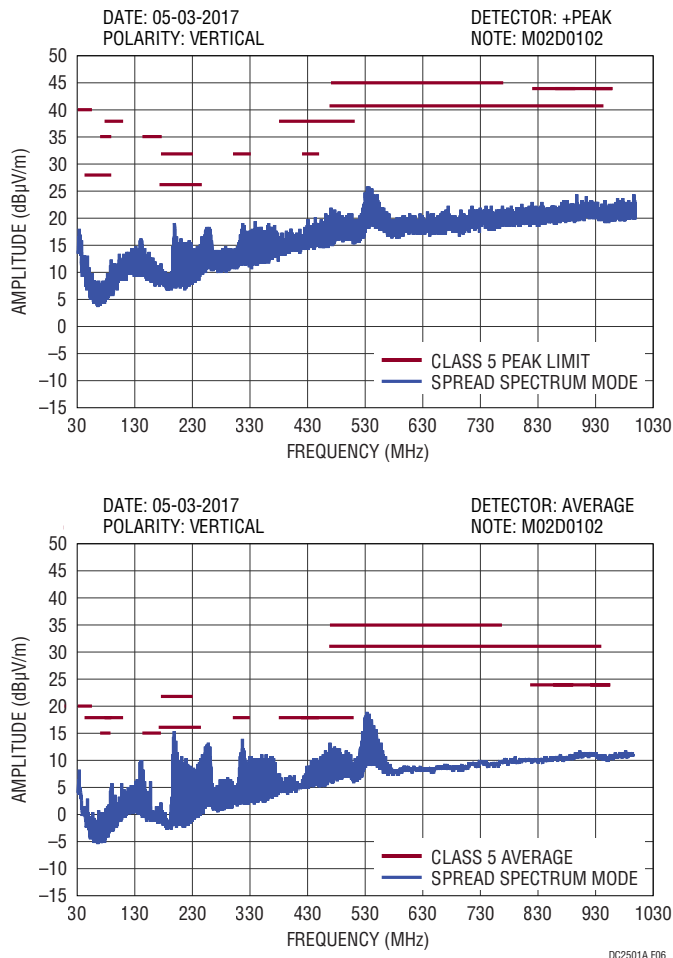 DATE: 05-03-2017 DETECTOR: +PEAK
POLARITY: VERTICAL NOTE: M02D0102
50
45
40
35
30
25
20
15
10
5
0
–5
–10
–15
AMPLITUDE (dBµV/m)
CLASS 5 PEAK LIMIT
SPREAD SPECTRUM MODE
30 130 230 330 430 530 630 730 830 930 1030
FREQUENCY (MHz)
DATE: 05-03-2017 DETECTOR: AVERAGE
POLARITY: VERTICAL NOTE: M02D0102
50
45
40
35
30
25
20
15
10
5
0
–5
–10
–15
AMPLITUDE (dBµV/m)
CLASS 5 AVERAGE
SPREAD SPECTRUM MODE
30 130 230 330 430 530 630 730 830 930 1030
FREQUENCY (MHz)
DC2501A F06